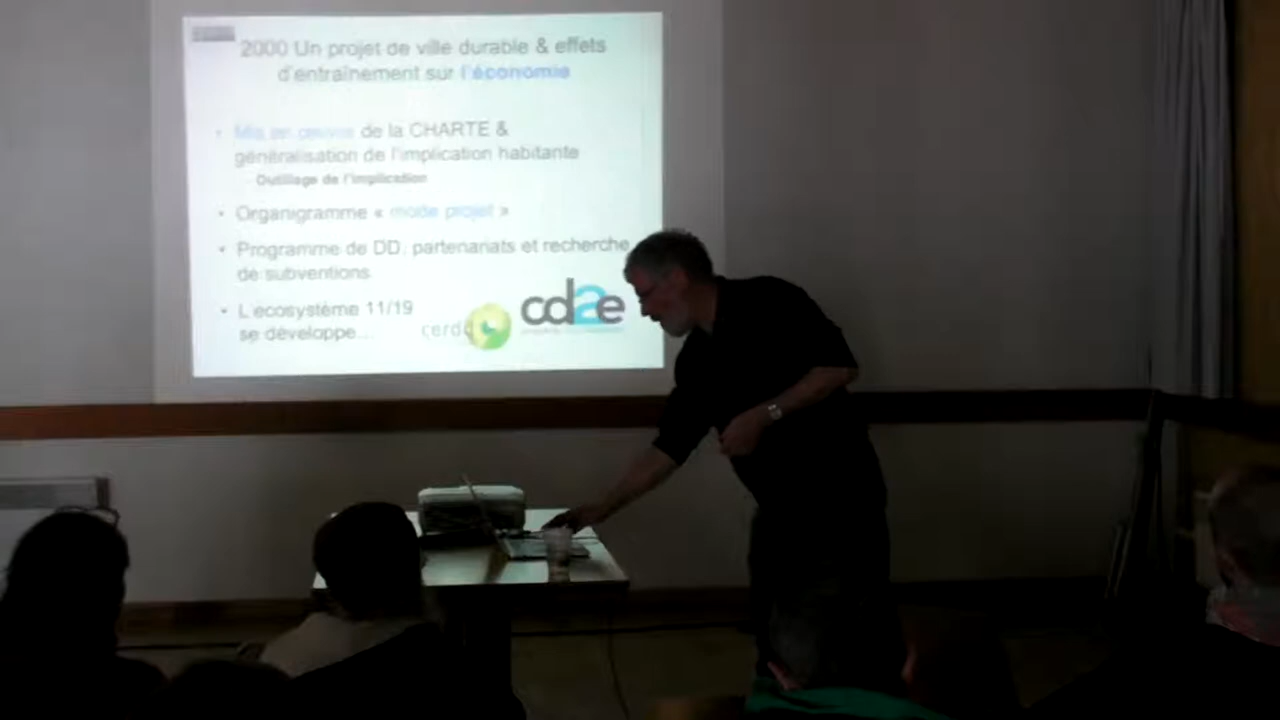 2000 Un projet de ville durable & effets
d'entraînement sur l'économie
• Mis en oeuvre de la CHARTE &
généralisation de l'implication habitante
- Outillage de l'implication
• Organigramme « mode projet »
• Programme de DD: partenariats et recherche
de subventions
• L'ecosystème 11/19
se développe...
cerdd
cd2e